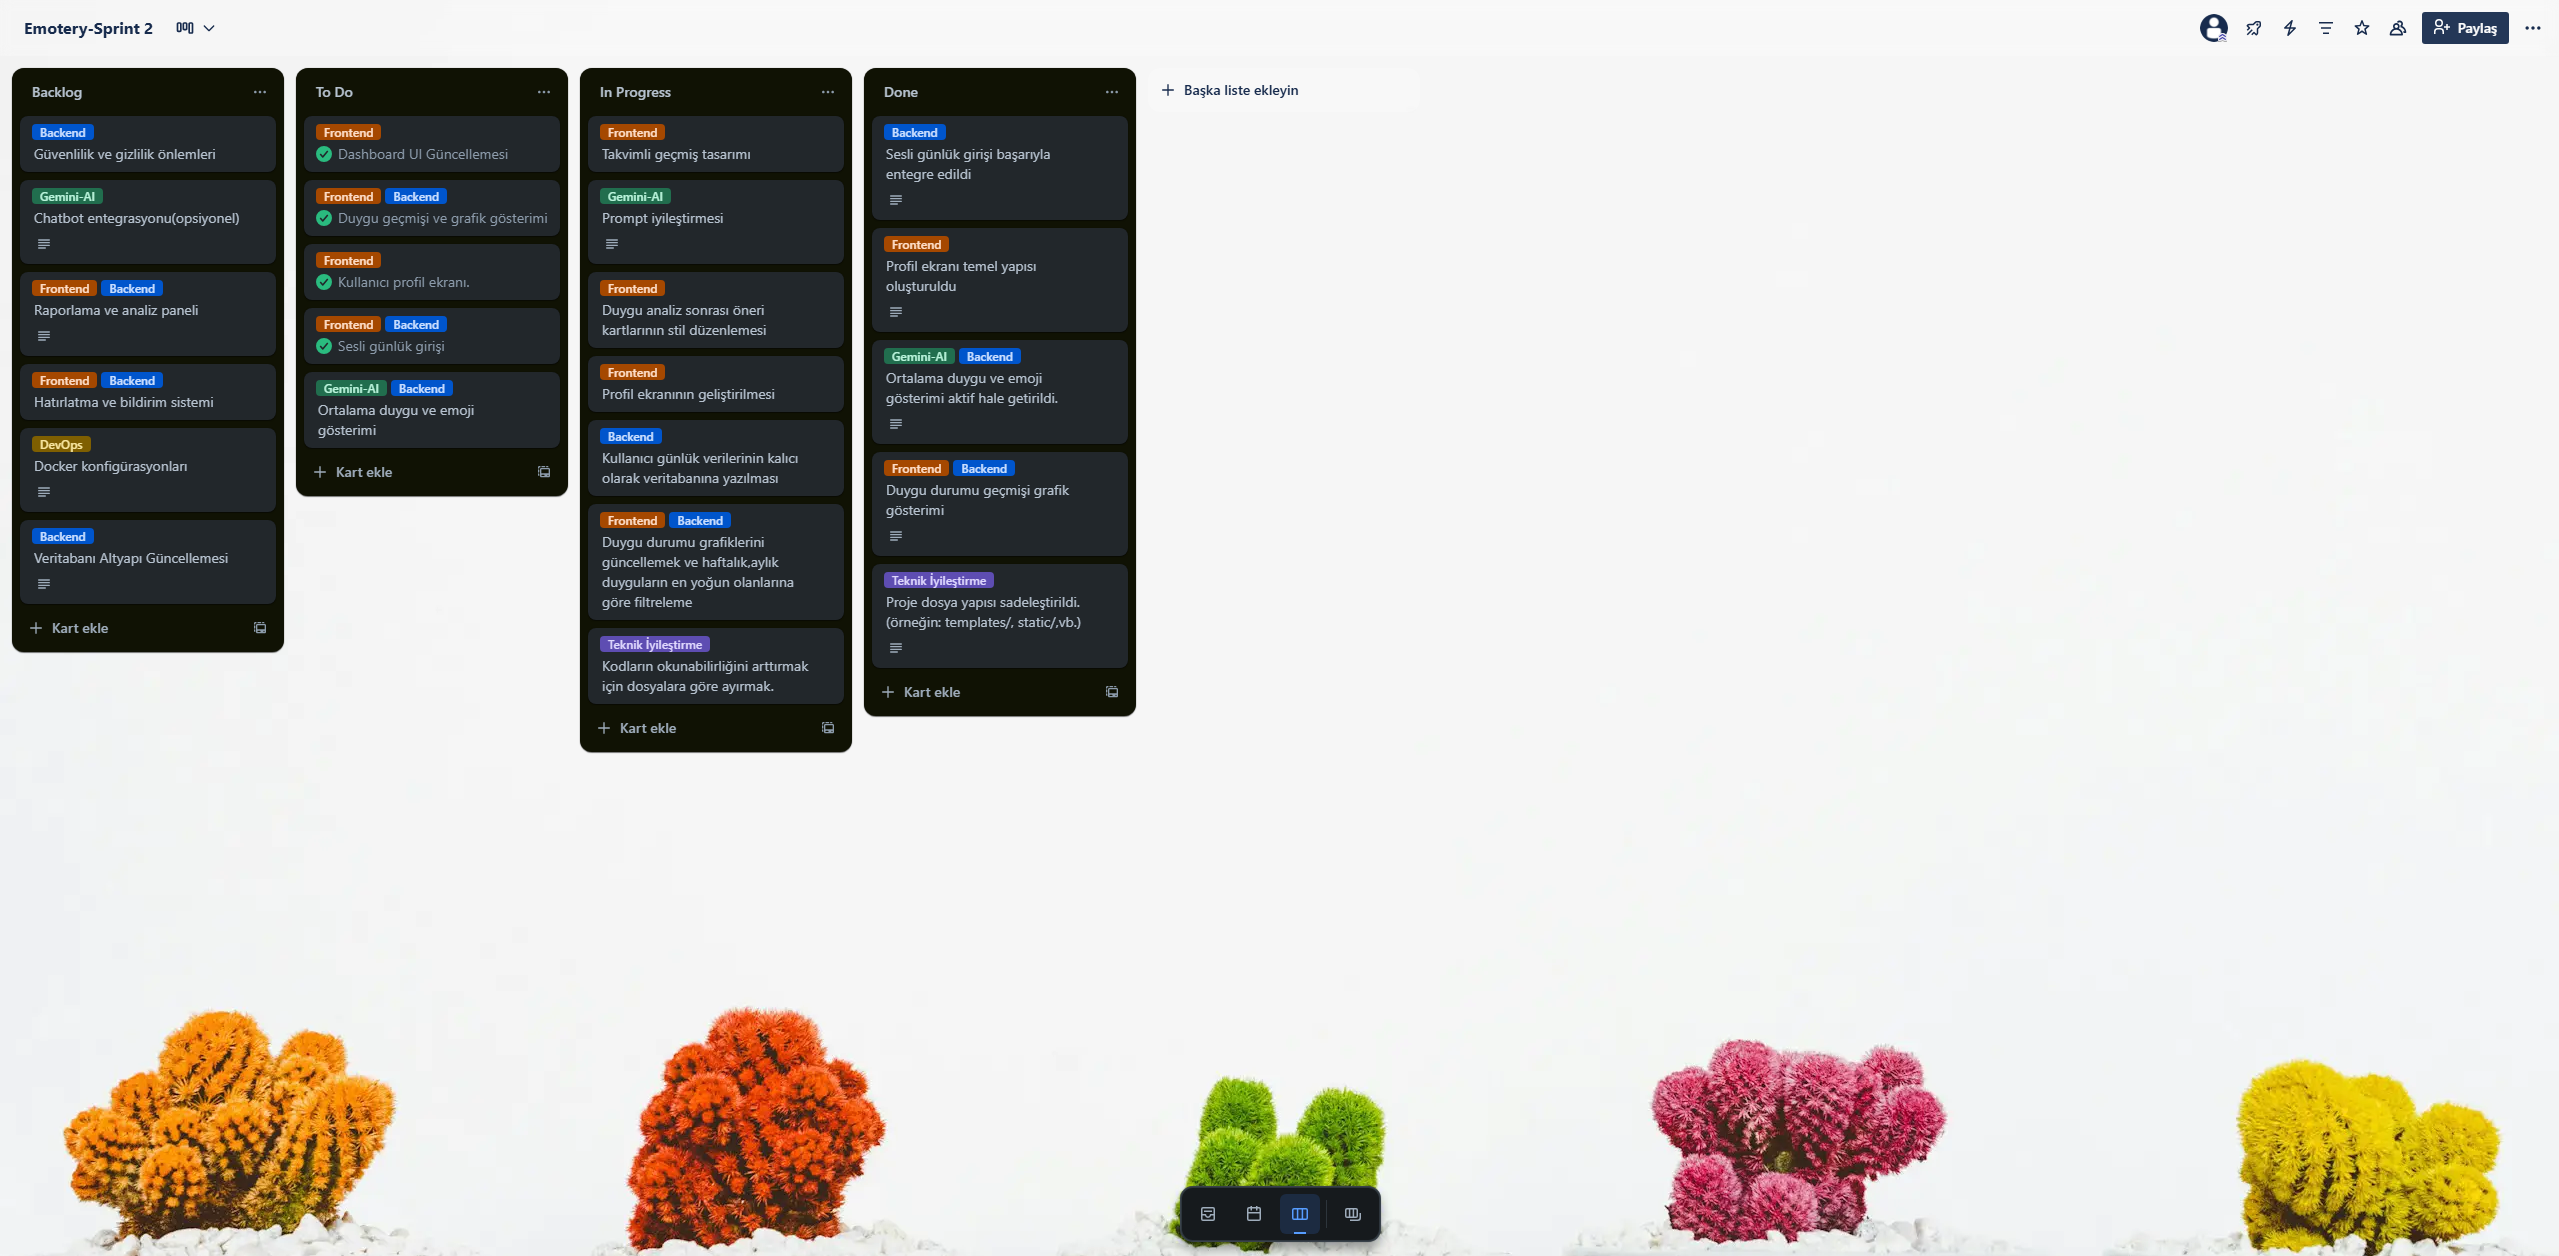 Emotery-Sprint 2
Paylaş
Backlog
Backend
Güvenlilik ve gizlilik önlemleri
Gemini-AI
Chatbot entegrasyonu(opsiyonel)
Frontend Backend
Raporlama ve analiz paneli
Frontend Backend
Hatırlatma ve bildirim sistemi
DevOps
Docker konfigürasyonları
Backend
Veritabanı Altyapı Güncellemesi
Kart ekle
To Do
Frontend
Dashboard UI Güncellemesi
Frontend Backend
Duygu geçmişi ve grafik gösterimi
Frontend
Kullanıcı profil ekranı.
Frontend Backend
Sesli günlük girişi
Gemini-AI Backend
Ortalama duygu ve emoji
gösterimi
Kart ekle
In Progress
Frontend
Takvimli geçmiş tasarımı
Gemini-AI
Prompt iyileştirmesi
Frontend
Duygu analiz sonrası öneri
kartlarının stil düzenlemesi
Frontend
Profil ekranının geliştirilmesi
Backend
Kullanıcı günlük verilerinin kalıcı
olarak veritabanına yazılması
Frontend Backend
Duygu durumu grafiklerini
güncellemek ve haftalık,aylık
duyguların en yoğun olanlarına
göre filtreleme
Teknik İyileştirme
Kodların okunabilirliğini arttırmak
için dosyalara göre ayırmak.
Kart ekle
Done
Backend
Sesli günlük girişi başarıyla
entegre edildi
Frontend
Profil ekranı temel yapısı
oluşturuldu
Gemini-AI Backend
Ortalama duygu ve emoji
gösterimi aktif hale getirildi.
Frontend Backend
Duygu durumu geçmişi grafik
gösterimi
Teknik İyileştirme
Proje dosya yapısı sadeleştirildi.
(örneğin: templates/, static/,vb.)
Kart ekle
Başka liste ekleyin